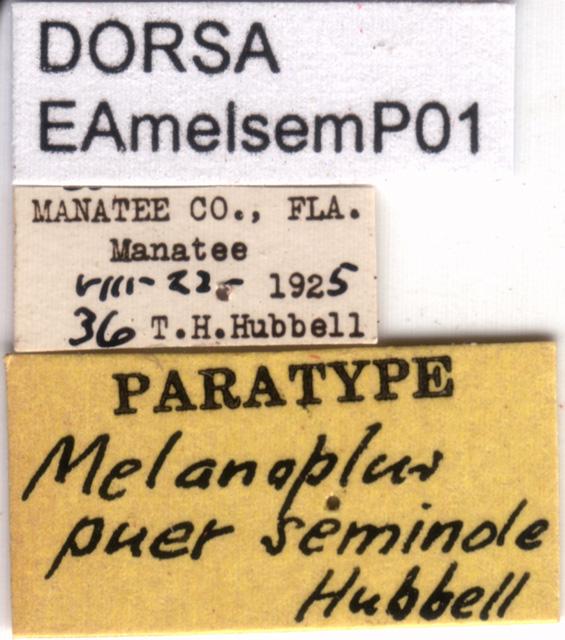 DORSA
EAmelsemP01
MANATEE CO., FLA.
Manatee
VIII-22- 1925
36 T.H.Hubbell
PARATYPE
Melanoplus
puer seminole
Hubbell